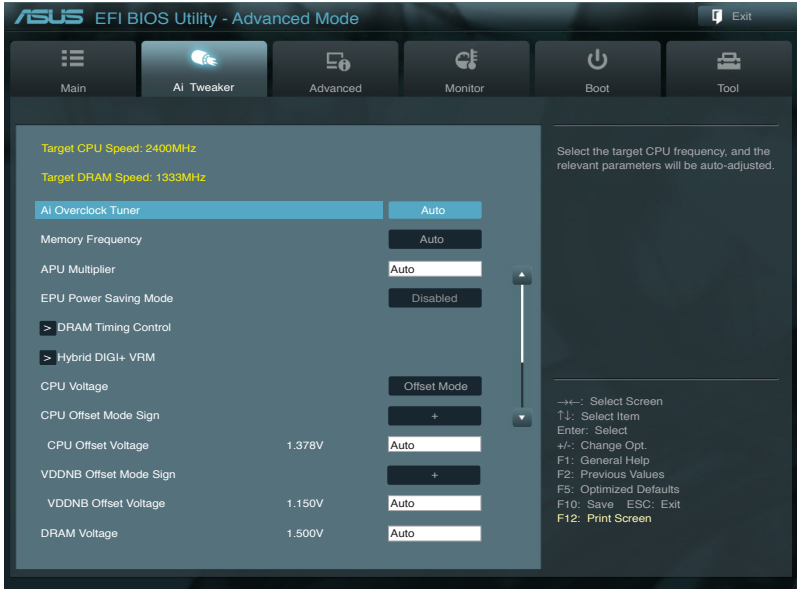 ASUS EFI BIOS Utility - Advanced Mode
Exit
Main
Ai Tweaker
Advanced
Monitor
Boot
Tool
Target CPU Speed: 2400MHz
Target DRAM Speed: 1333MHz
Ai Overclock Tuner Auto
Memory Frequency Auto
APU Multiplier Auto
EPU Power Saving Mode Disabled
> DRAM Timing Control
> Hybrid DIGI+ VRM
CPU Voltage Offset Mode
CPU Offset Mode Sign +
CPU Offset Voltage 1.378V Auto
VDDNB Offset Mode Sign +
VDDNB Offset Voltage 1.150V Auto
DRAM Voltage 1.500V Auto
Select the target CPU frequency, and the
relevant parameters will be auto-adjusted.
→←: Select Screen
↑↓: Select Item
Enter: Select
+/-: Change Opt.
F1: General Help
F2: Previous Values
F5: Optimized Defaults
F10: Save ESC: Exit
F12: Print Screen